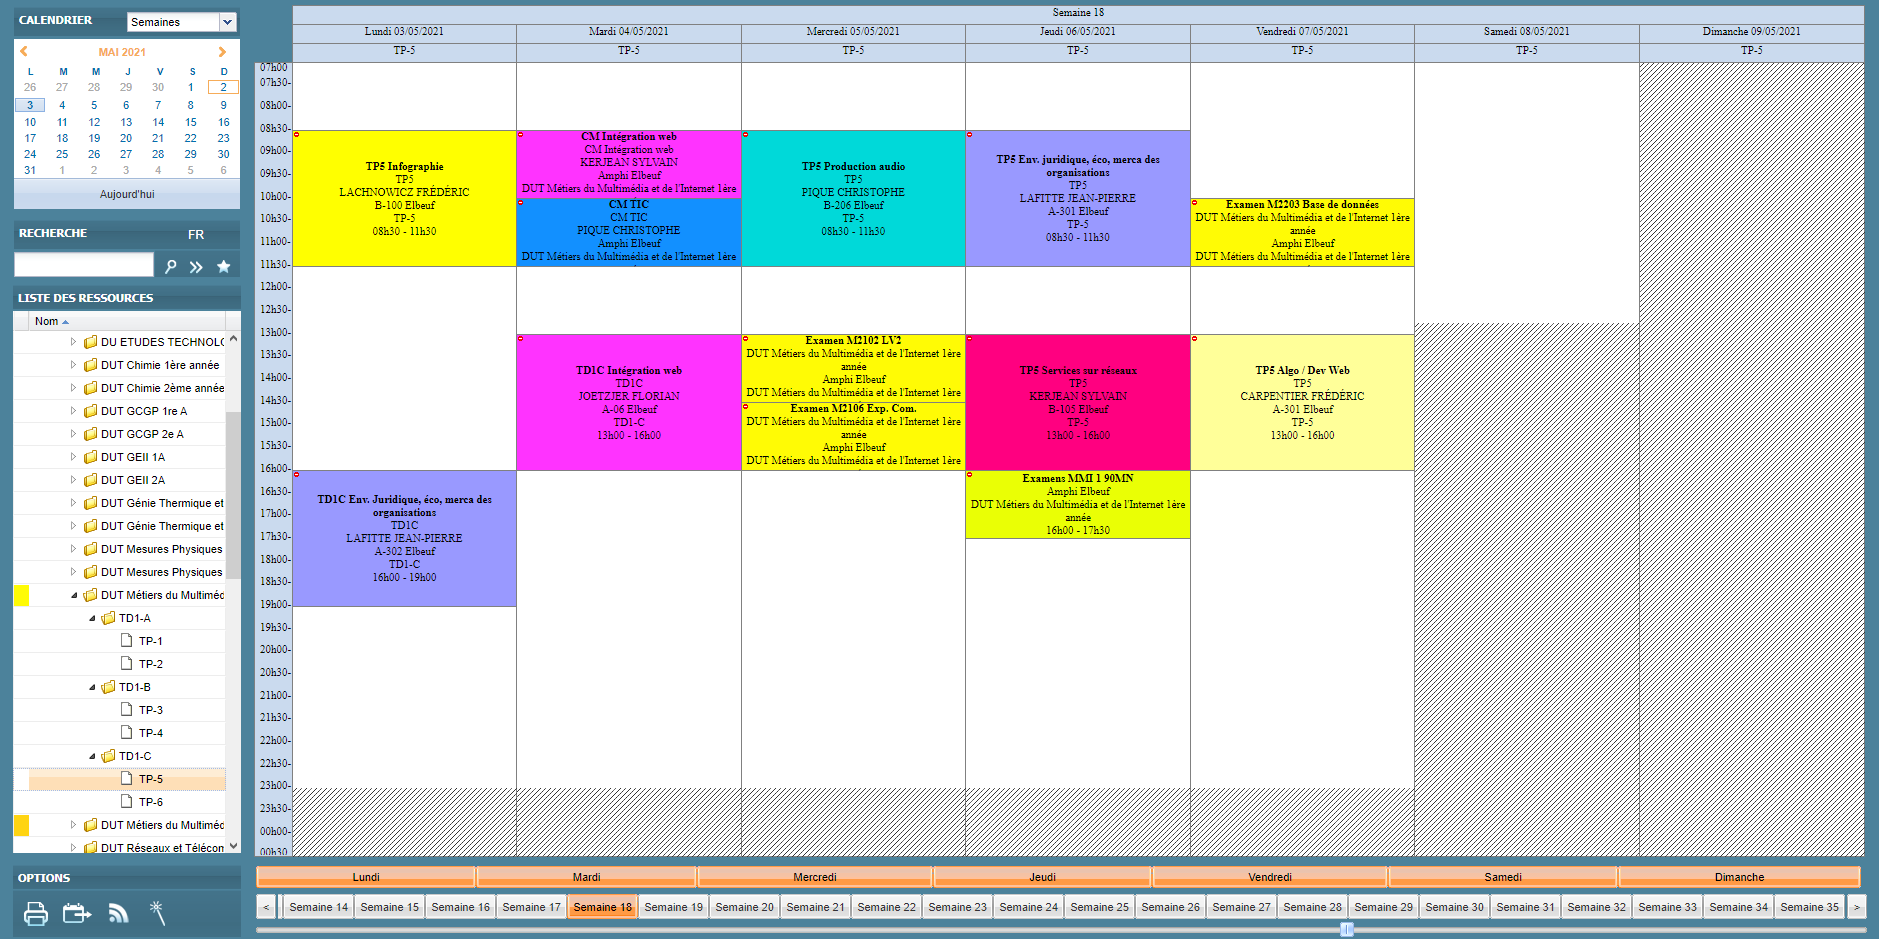 CALENDRIER
Semaines
MAI 2021
L M M J V S D
26 27 28 29 30 1 2
3 4 5 6 7 8 9
10 11 12 13 14 15 16
17 18 19 20 21 22 23
24 25 26 27 28 29 30
31 1 2 3 4 5 6
Aujourd'hui
RECHERCHE FR
LISTE DES RESSOURCES
Nom
DU ETUDES TECHNOLO
DUT Chimie 1ère année
DUT Chimie 2ème année
DUT GCGP 1re A
DUT GCGP 2e A
DUT GEII 1A
DUT GEII 2A
DUT Génie Thermique et
DUT Génie Thermique et
DUT Mesures Physiques
DUT Mesures Physiques
DUT Métiers du Multiméd
TD1-A
TP-1
TP-2
TD1-B
TP-3
TP-4
TD1-C
TP-5
TP-6
DUT Métiers du Multiméd
DUT Réseaux et Télécom
OPTIONS
Semaine 18
Lundi 03/05/2021 Mardi 04/05/2021 Mercredi 05/05/2021 Jeudi 06/05/2021 Vendredi 07/05/2021 Samedi 08/05/2021 Dimanche 09/05/2021
TP-5 TP-5 TP-5 TP-5 TP-5 TP-5 TP-5
07h00
07h30-
08h00-
08h30-
09h00-
09h30-
10h00-
10h30-
11h00-
11h30-
12h00-
12h30-
13h00-
13h30-
14h00-
14h30-
15h00-
15h30-
16h00-
16h30-
17h00-
17h30-
18h00-
18h30-
19h00-
19h30-
20h00-
20h30-
21h00-
21h30-
22h00-
22h30-
23h00-
23h30-
00h00-
00h30
TP5 Infographie
TP5
LACHNOWICZ FRÉDÉRIC
B-100 Elbeuf
TP-5
08h30 - 11h30
TD1C Env. Juridique, éco, merca des
organisations
TD1C
LAFITTE JEAN-PIERRE
A-302 Elbeuf
TD1-C
16h00 - 19h00
CM Intégration web
CM Intégration web
KERJEAN SYLVAIN
Amphi Elbeuf
DUT Métiers du Multimédia et de l'Internet 1ère
CM TIC
CM TIC
PIQUE CHRISTOPHE
Amphi Elbeuf
DUT Métiers du Multimédia et de l'Internet 1ère
TD1C Intégration web
TD1C
JOETZJER FLORIAN
A-06 Elbeuf
TD1-C
13h00 - 16h00
TP5 Production audio
TP5
PIQUE CHRISTOPHE
B-206 Elbeuf
TP-5
08h30 - 11h30
Examen M2102 LV2
DUT Métiers du Multimédia et de l'Internet 1ère
année
Amphi Elbeuf
DUT Métiers du Multimédia et de l'Internet 1ère
Examen M2106 Exp. Com.
DUT Métiers du Multimédia et de l'Internet 1ère
année
Amphi Elbeuf
DUT Métiers du Multimédia et de l'Internet 1ère
TP5 Env. juridique, éco, merca des
organisations
TP5
LAFITTE JEAN-PIERRE
A-301 Elbeuf
TP-5
08h30 - 11h30
TP5 Services sur réseaux
TP5
KERJEAN SYLVAIN
B-105 Elbeuf
TP-5
13h00 - 16h00
Examens MMI 1 90MN
Amphi Elbeuf
DUT Métiers du Multimédia et de l'Internet 1ère
année
16h00 - 17h30
Examen M2203 Base de données
DUT Métiers du Multimédia et de l'Internet 1ère
année
Amphi Elbeuf
DUT Métiers du Multimédia et de l'Internet 1ère
TP5 Algo / Dev Web
TP5
CARPENTIER FRÉDÉRIC
A-301 Elbeuf
TP-5
13h00 - 16h00
Lundi Mardi Mercredi Jeudi Vendredi Samedi Dimanche
< Semaine 14 Semaine 15 Semaine 16 Semaine 17 Semaine 18 Semaine 19 Semaine 20 Semaine 21 Semaine 22 Semaine 23 Semaine 24 Semaine 25 Semaine 26 Semaine 27 Semaine 28 Semaine 29 Semaine 30 Semaine 31 Semaine 32 Semaine 33 Semaine 34 Semaine 35 >